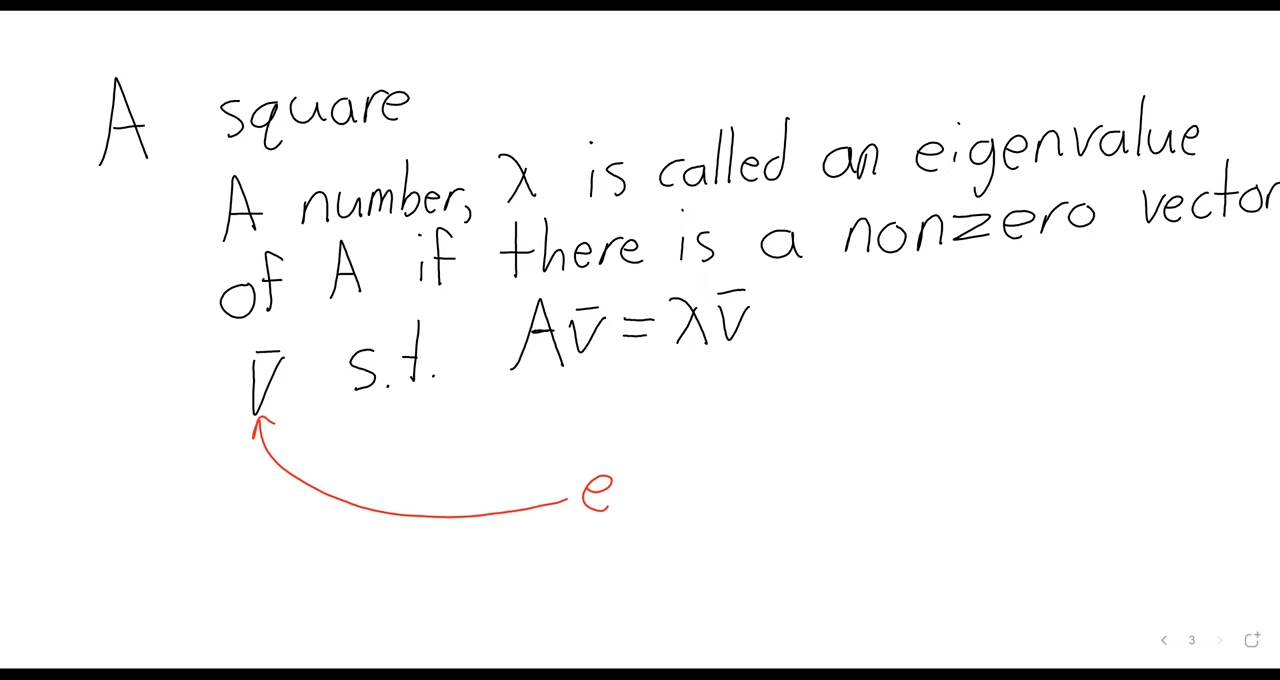 A square
A number, λ is called an eigenvalue
of A if there is a nonzero vector
v̄ s.t. Av̄ = λv̄
e
3